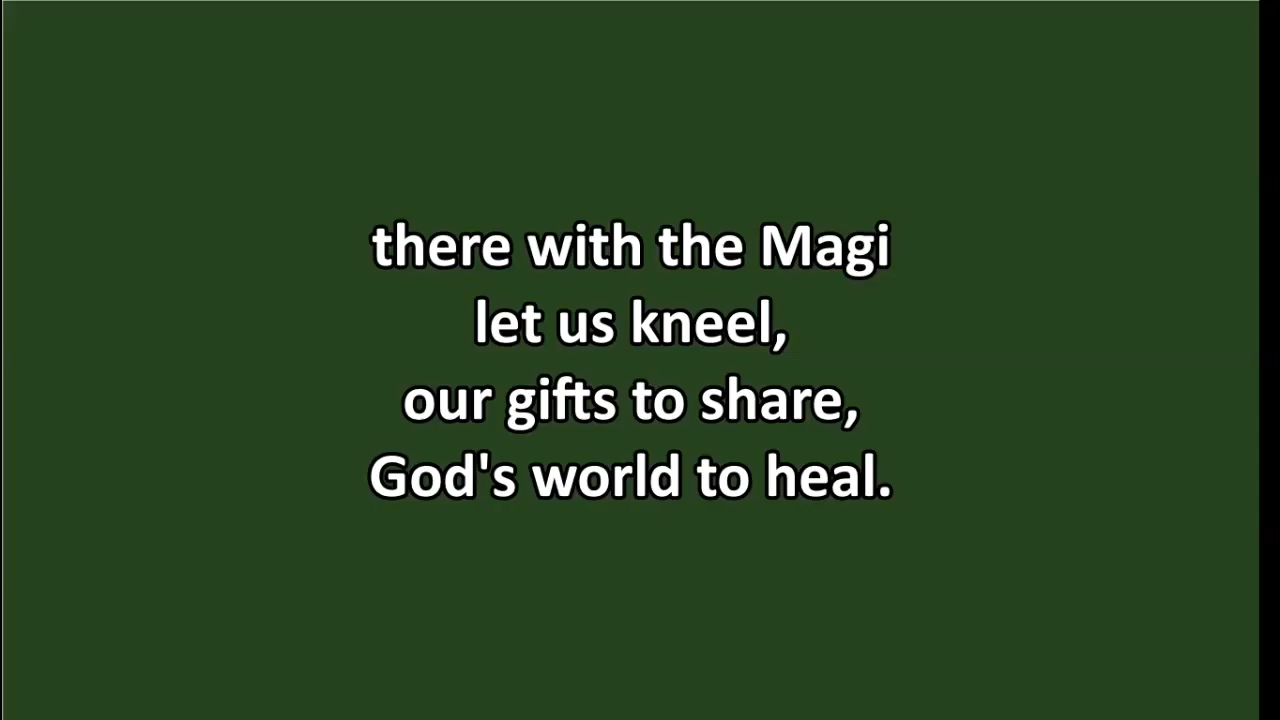 there with the Magi
let us kneel,
our gifts to share,
God's world to heal.